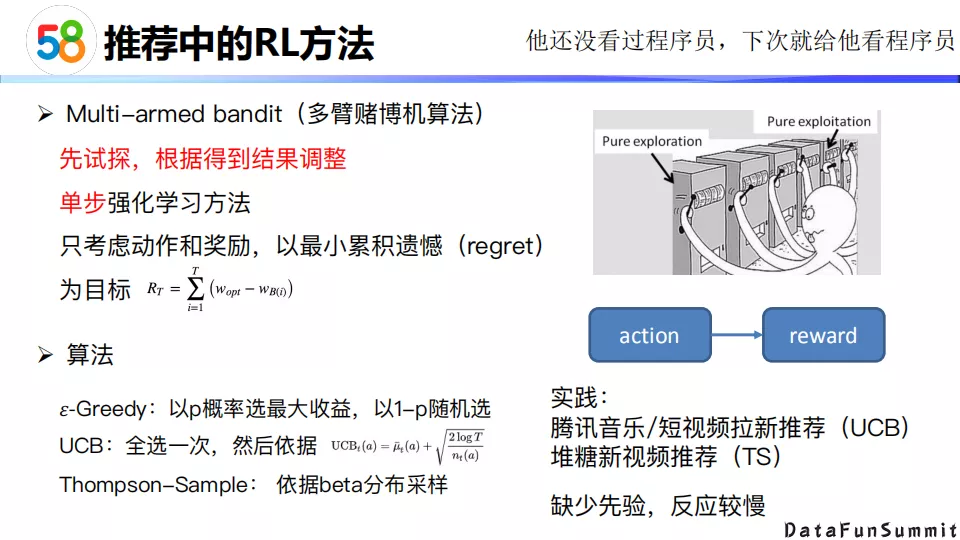 58
推荐中的RL方法
他还没看过程序员，下次就给他看程序员
➢ Multi-armed bandit（多臂赌博机算法）
先试探，根据得到结果调整
单步强化学习方法
只考虑动作和奖励，以最小累积遗憾（regret）
为目标 R_T = \sum_{i=1}^{T} (w_{opt} - w_{B(i)})
➢ 算法
ε-Greedy：以p概率选最大收益，以1-p随机选
UCB：全选一次，然后依据 UCB_t(a) = \bar{μ}_t(a) + \sqrt{\frac{2 \log T}{n_t(a)}}
Thompson-Sample： 依据beta分布采样
Pure exploration
Pure exploitation
action
reward
实践：
腾讯音乐/短视频拉新推荐（UCB）
堆糖新视频推荐（TS）
缺少先验，反应较慢
DataFunSummit